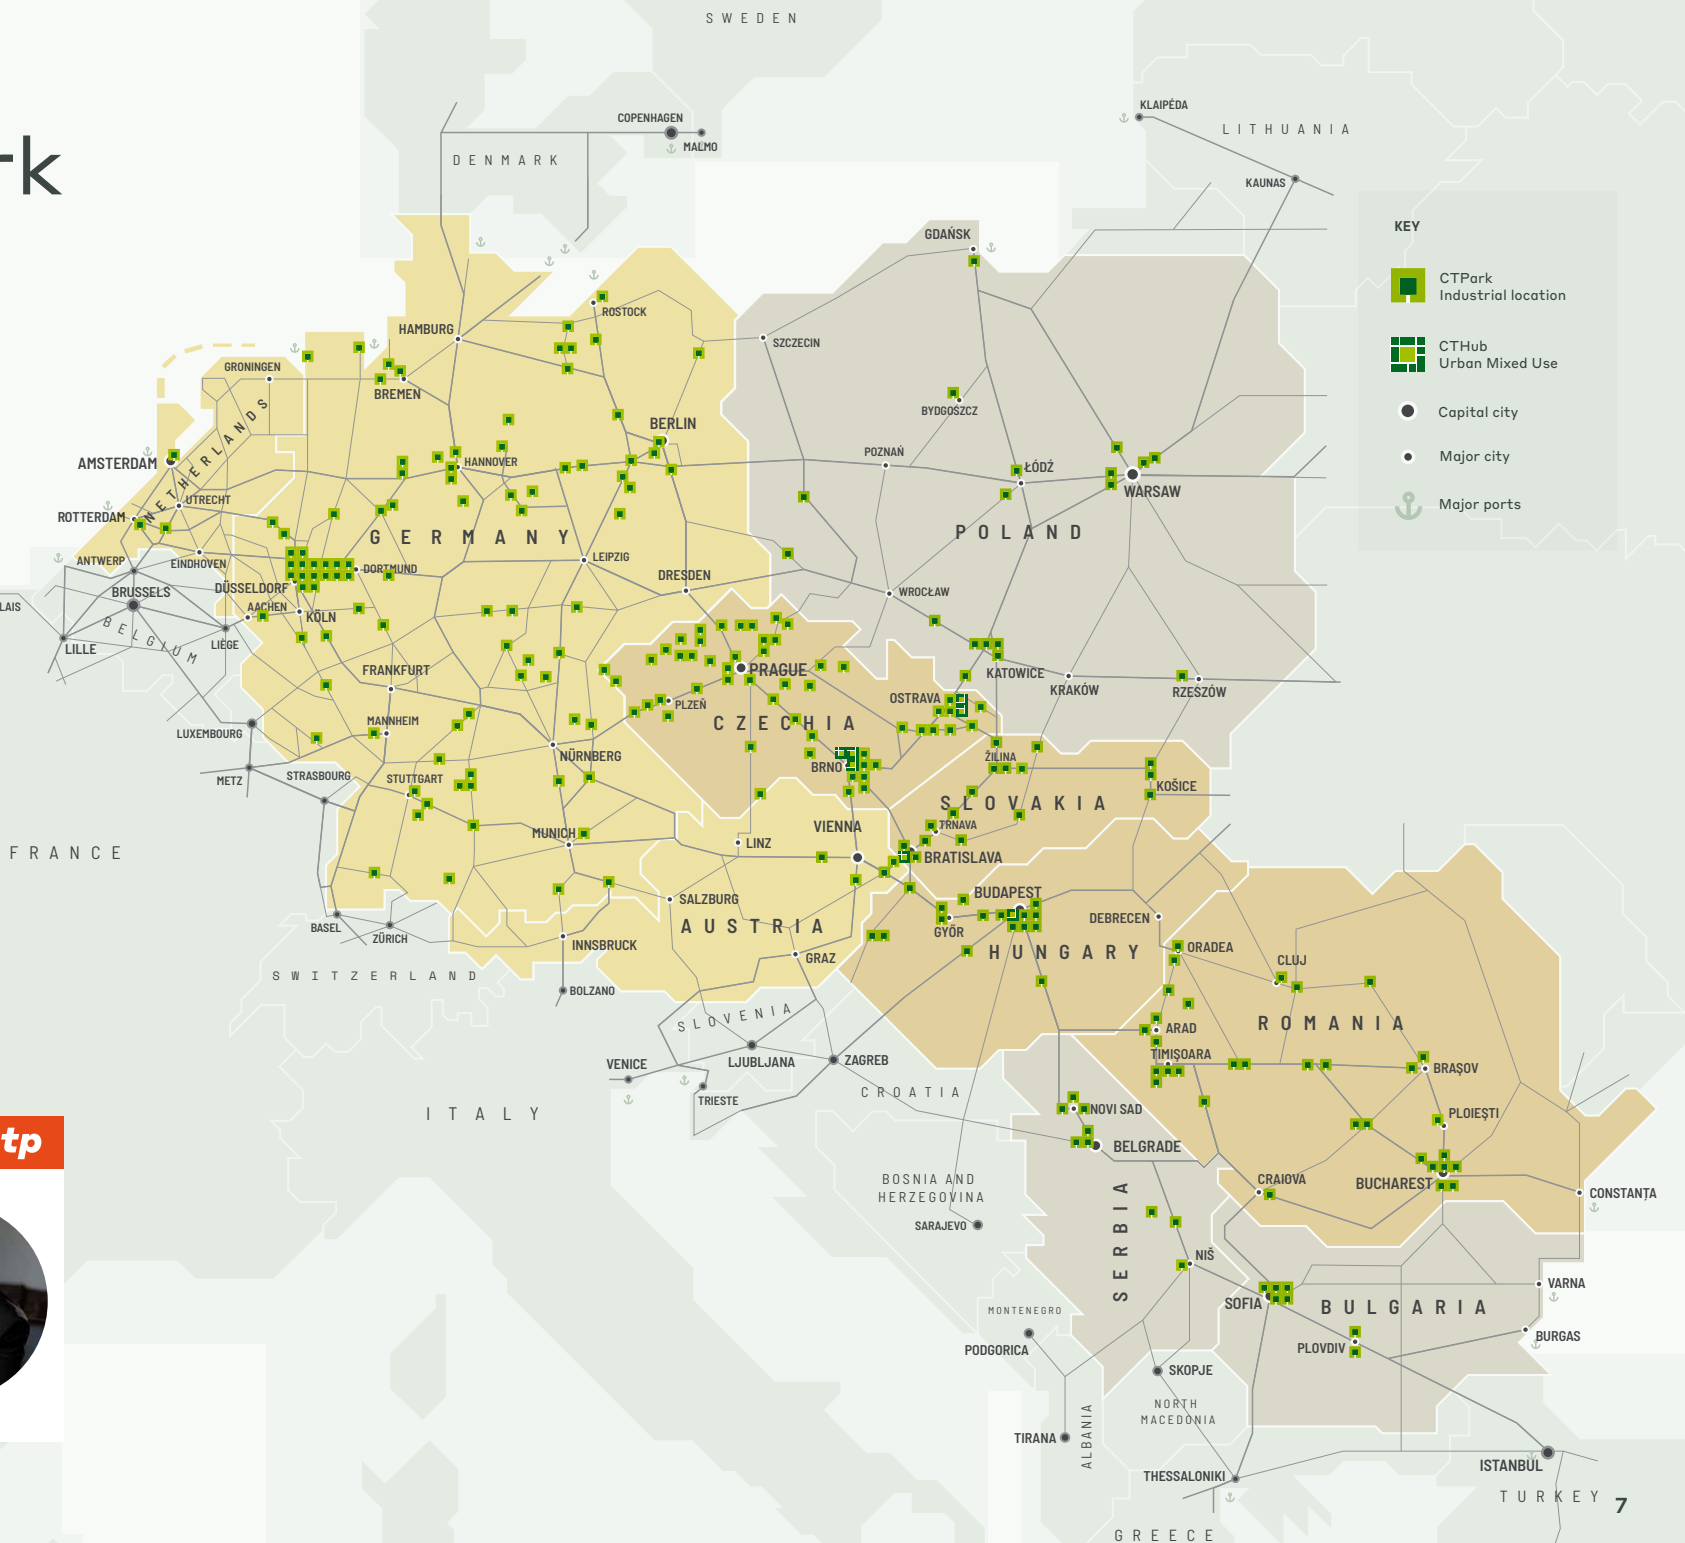 SWEDEN
KLAIPĖDA
COPENHAGEN
LITHUANIA
MALMO
DENMARK
rk
KAUNAS
KEY
GDAŃSK
CTPark
Industrial location
ROSTOCK
HAMBURG
SZCZECIN
CTHub
Urban Mixed Use
GRONINGEN
BREMEN
BYDGOSZCZ
Capital city
NETHERLANDS
BERLIN
POZNAŃ
Major city
AMSTERDAM
HANNOVER
ŁÓDŹ
WARSAW
UTRECHT
Major ports
ROTTERDAM
GERMANY
POLAND
ANTWERP
EINDHOVEN
LEIPZIG
DORTMUND
DRESDEN
BRUSSELS
DÜSSELDORF
WROCŁAW
LAIS
AACHEN
KÖLN
BELGIUM
LIÈGE
LILLE
FRANKFURT
PRAGUE
KATOWICE
KRAKÓW
RZESZÓW
OSTRAVA
PLZEŇ
MANNHEIM
CZECHIA
LUXEMBOURG
NÜRNBERG
ŽILINA
BRNO
METZ
STRASBOURG
STUTTGART
KOŠICE
SLOVAKIA
VIENNA
TRNAVA
MUNICH
LINZ
FRANCE
BRATISLAVA
BUDAPEST
SALZBURG
DEBRECEN
BASEL
AUSTRIA
GYÖR
ZÜRICH
INNSBRUCK
ORADEA
HUNGARY
GRAZ
CLUJ
SWITZERLAND
BOLZANO
SLOVENIA
ROMANIA
ARAD
TIMIȘOARA
VENICE
LJUBLJANA
ZAGREB
BRAȘOV
CROATIA
TRIESTE
NOVI SAD
ITALY
PLOIEȘTI
tp
BELGRADE
BOSNIA AND
HERZEGOVINA
CRAIOVA
BUCHAREST
CONSTANȚA
SARAJEVO
SERBIA
NIŠ
VARNA
SOFIA
BULGARIA
MONTENEGRO
BURGAS
PODGORICA
PLOVDIV
SKOPJE
NORTH
MACEDONIA
ALBANIA
TIRANA
ISTANBUL
THESSALONIKI
TURKEY
7
GREECE